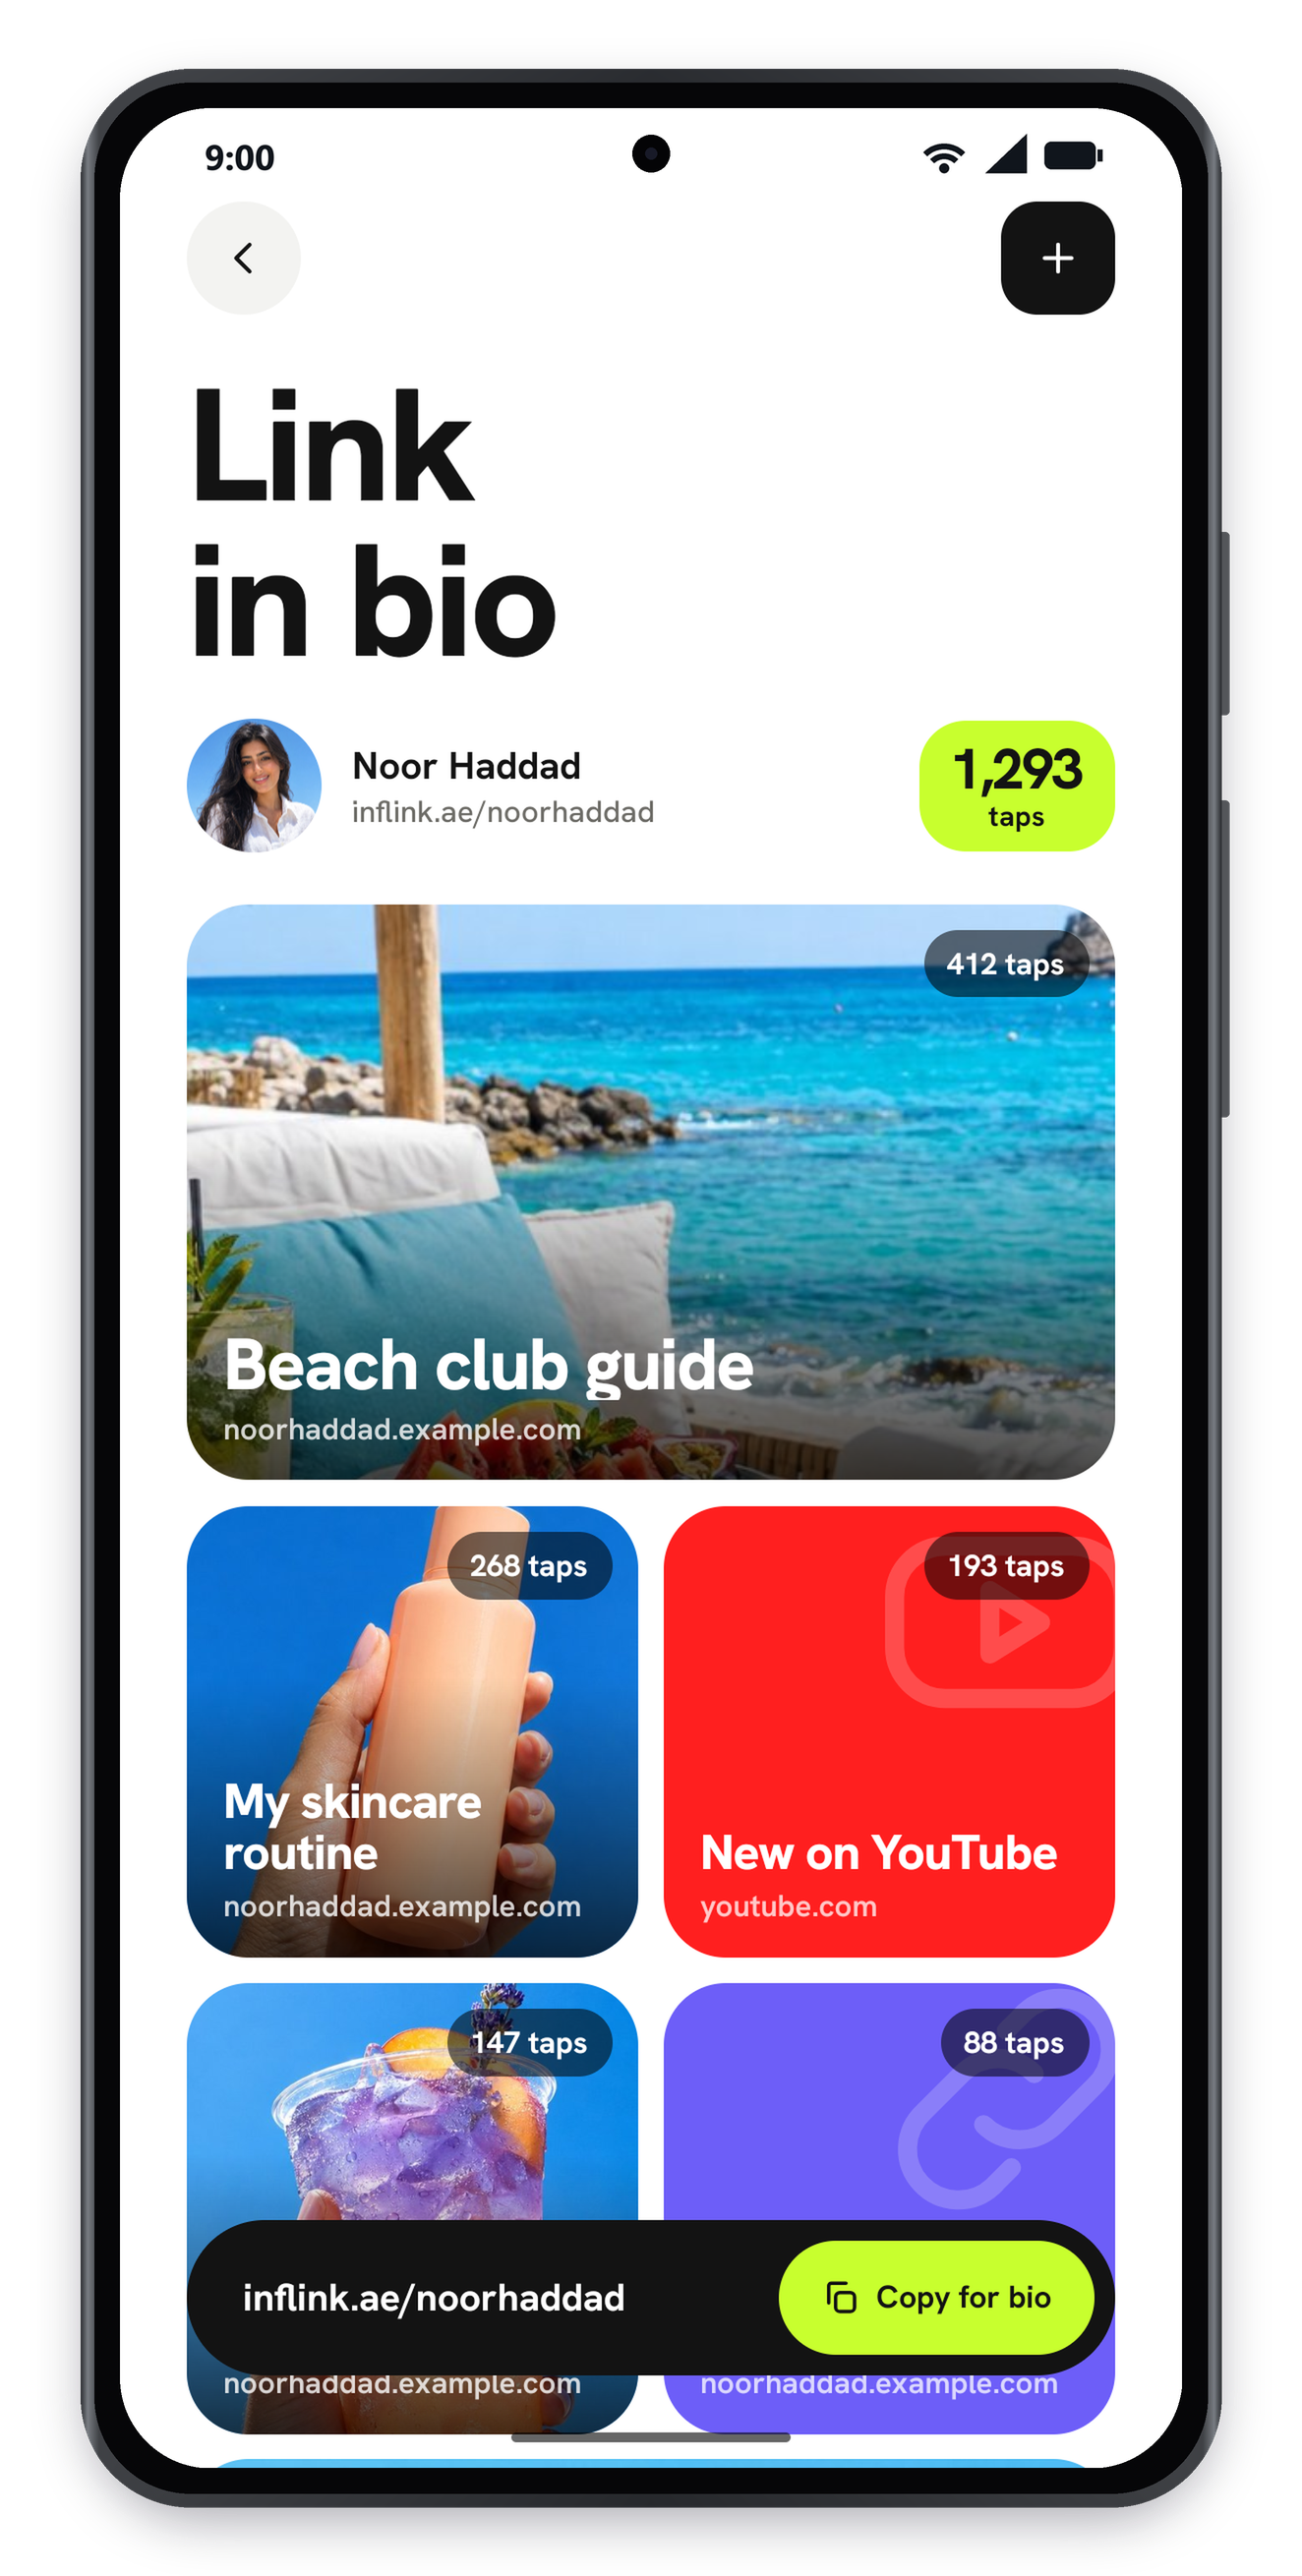 9:00
Link
in bio
Noor Haddad
inflink.ae/noorhaddad
1,293
taps
412 taps
Beach club guide
noorhaddad.example.com
268 taps
My skincare
routine
noorhaddad.example.com
193 taps
New on YouTube
youtube.com
147 taps
88 taps
inflink.ae/noorhaddad
Copy for bio
noorhaddad.example.com
noorhaddad.example.com